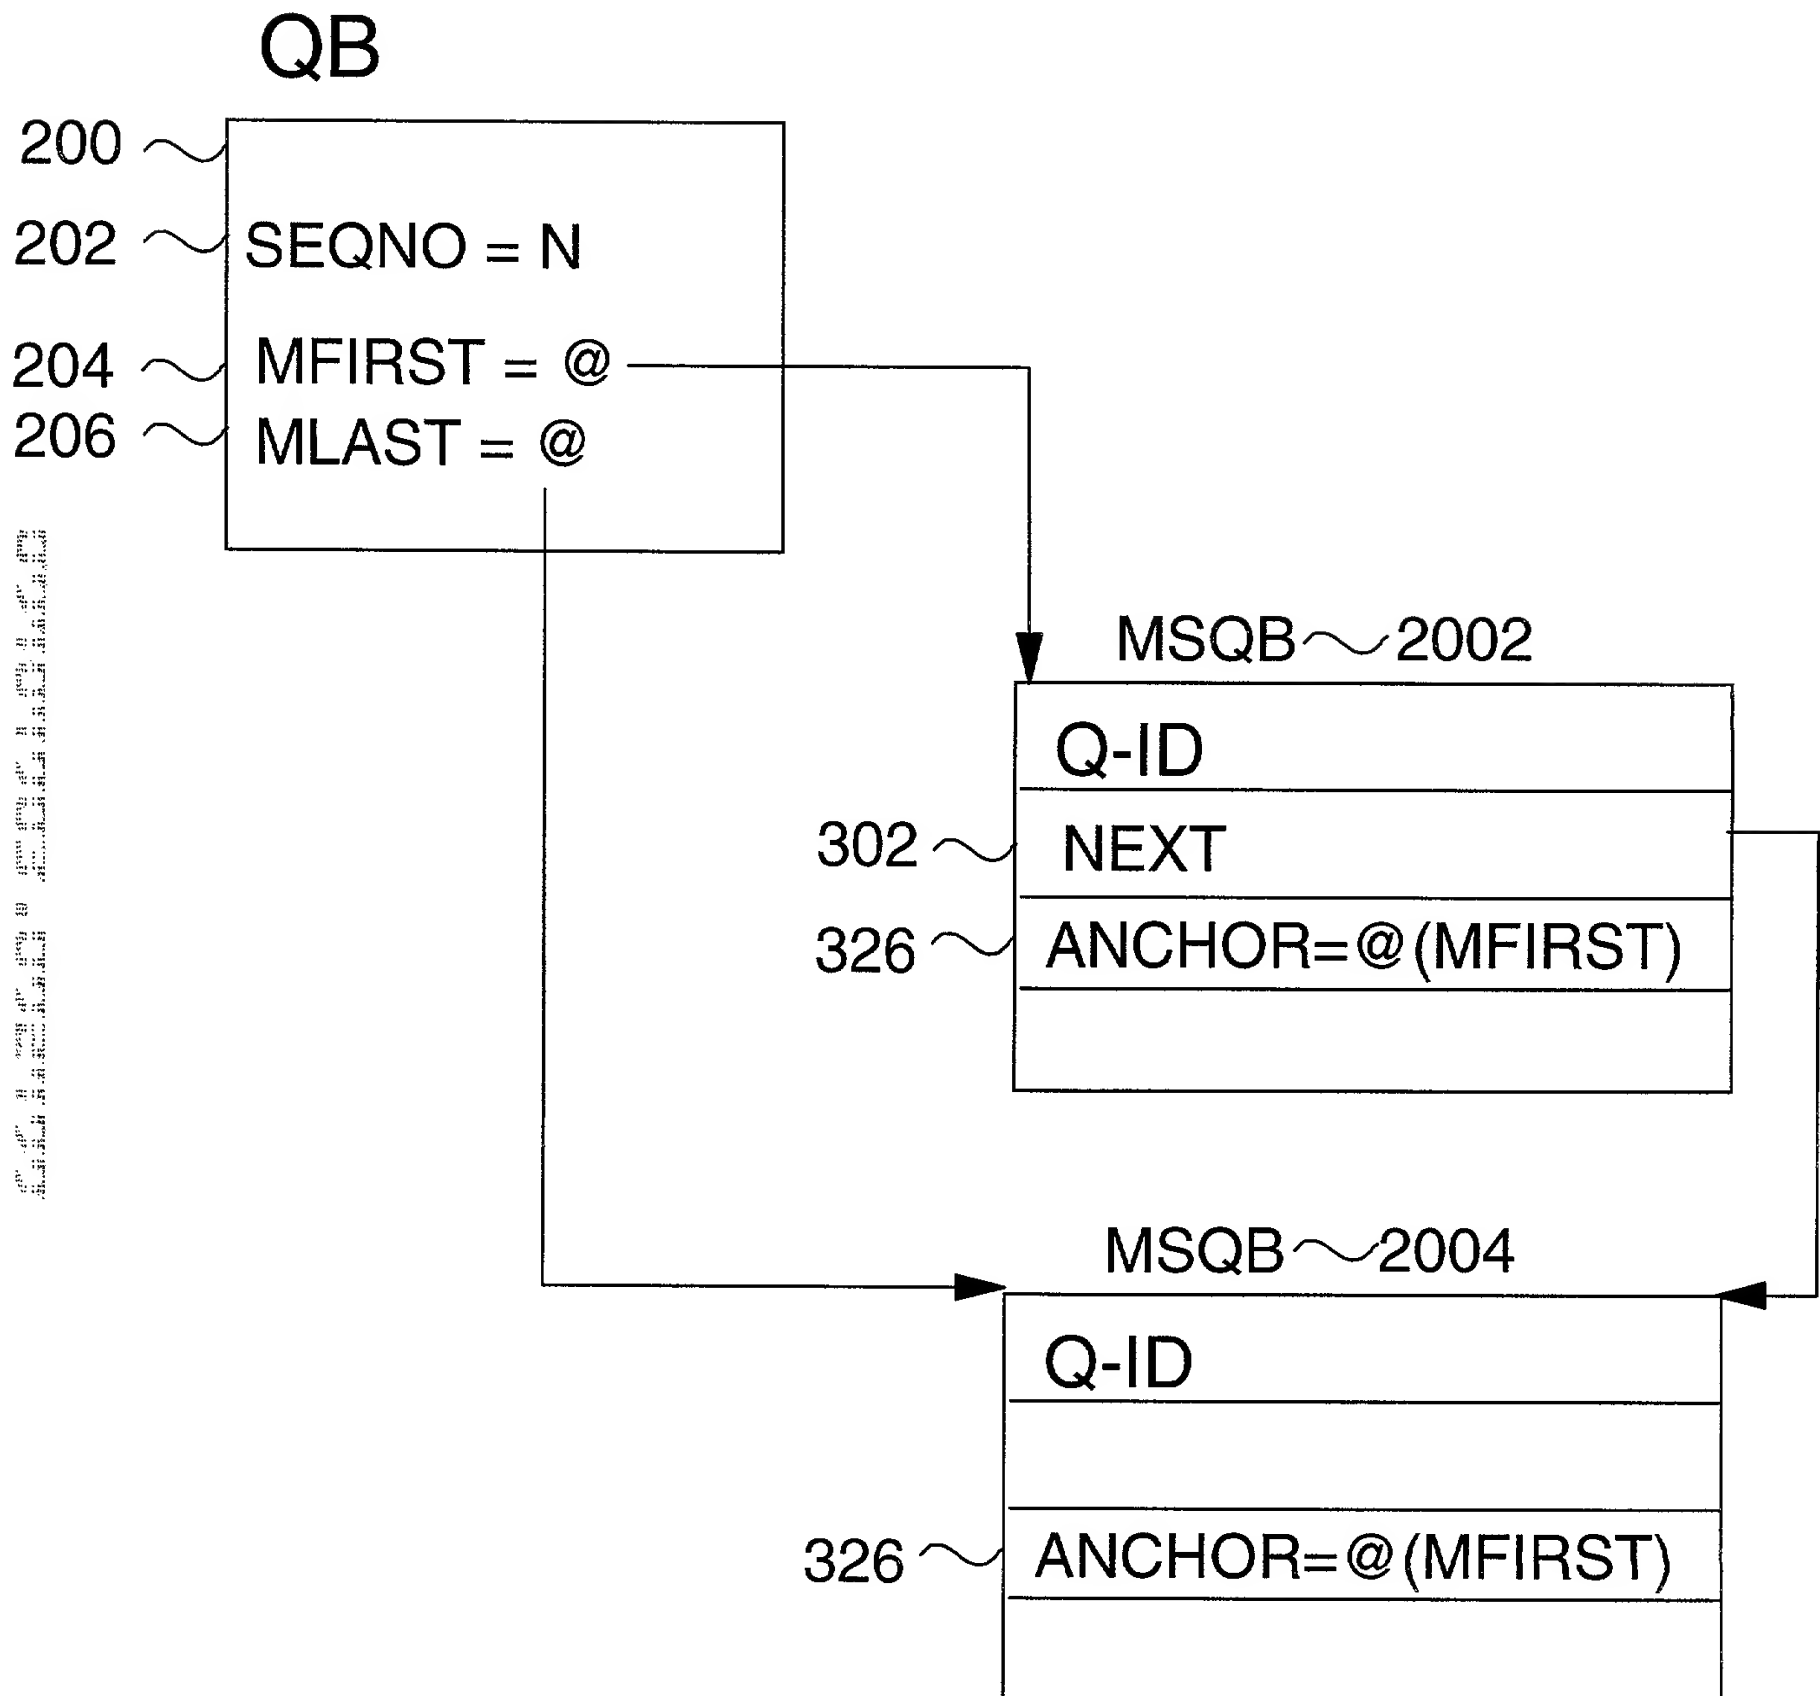 QB
200
202 SEQNO = N
204 MFIRST = @
206 MLAST = @
MSQB 2002
Q-ID
302 NEXT
326 ANCHOR=@(MFIRST)
MSQB 2004
Q-ID
326 ANCHOR=@(MFIRST)